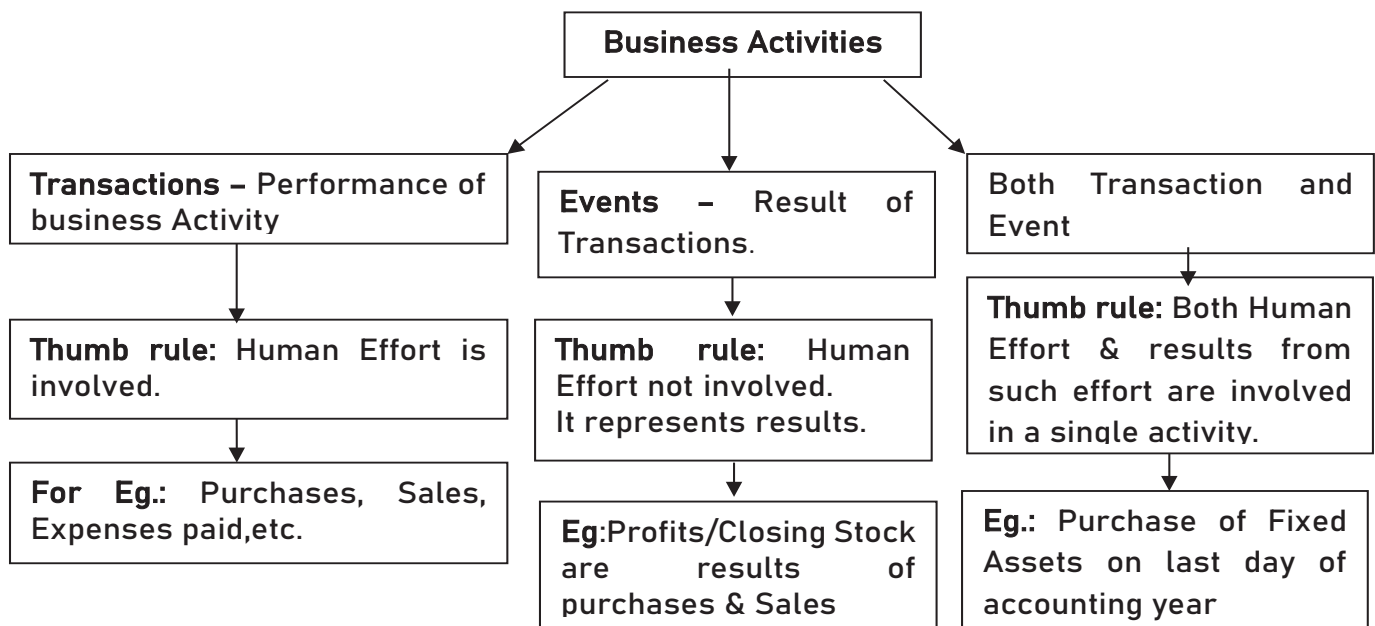 Business Activities
Transactions – Performance of
business Activity
Thumb rule: Human Effort is
involved.
For Eg.: Purchases, Sales,
Expenses paid,etc.
Events – Result of
Transactions.
Thumb rule: Human
Effort not involved.
It represents results.
Eg:Profits/Closing Stock
are results of
purchases & Sales
Both Transaction and
Event
Thumb rule: Both Human
Effort & results from
such effort are involved
in a single activity.
Eg.: Purchase of Fixed
Assets on last day of
accounting year